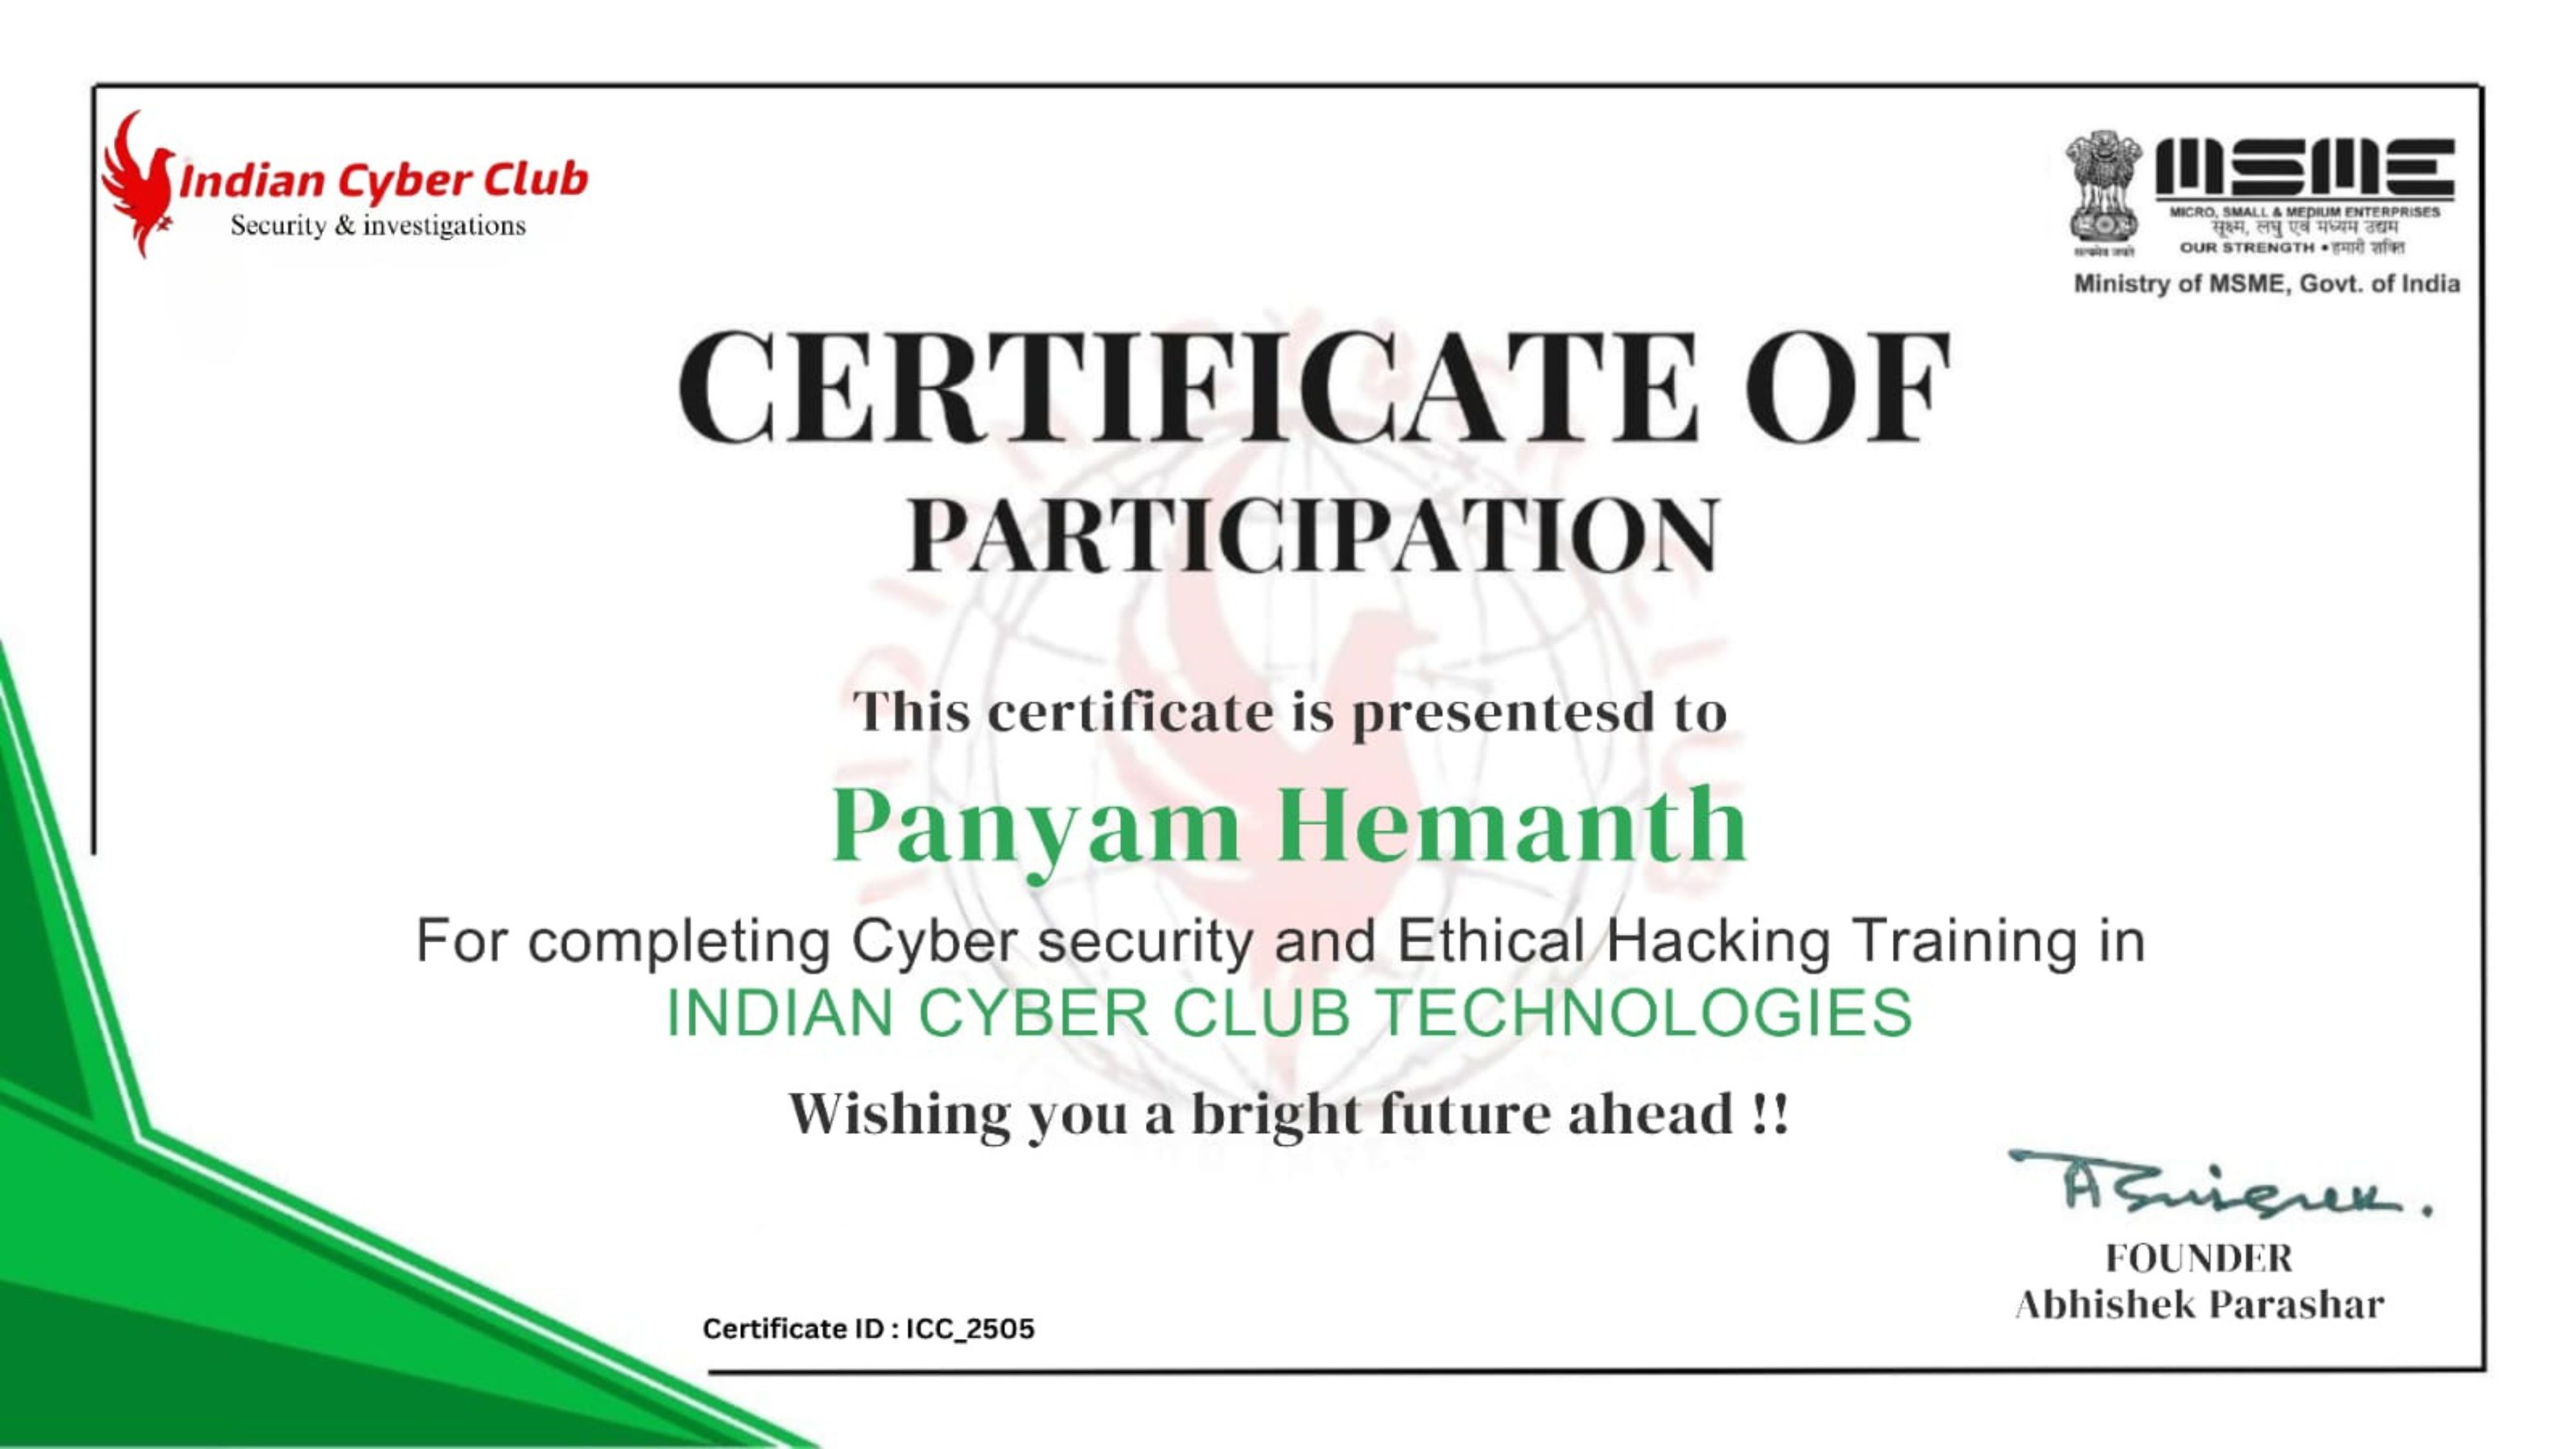 Indian Cyber Club
Security & investigations
MSME
MICRO, SMALL & MEDIUM ENTERPRISES
सूक्ष्म, लघु एवं मध्यम उद्यम
OUR STRENGTH • हमारी शक्ति
सत्यमेव जयते
Ministry of MSME, Govt. of India
CERTIFICATE OF
PARTICIPATION
This certificate is presentesd to
Panyam Hemanth
For completing Cyber security and Ethical Hacking Training in
INDIAN CYBER CLUB TECHNOLOGIES
Wishing you a bright future ahead !!
FOUNDER
Abhishek Parashar
Certificate ID : ICC_2505
INDIAN CYBER CLUB